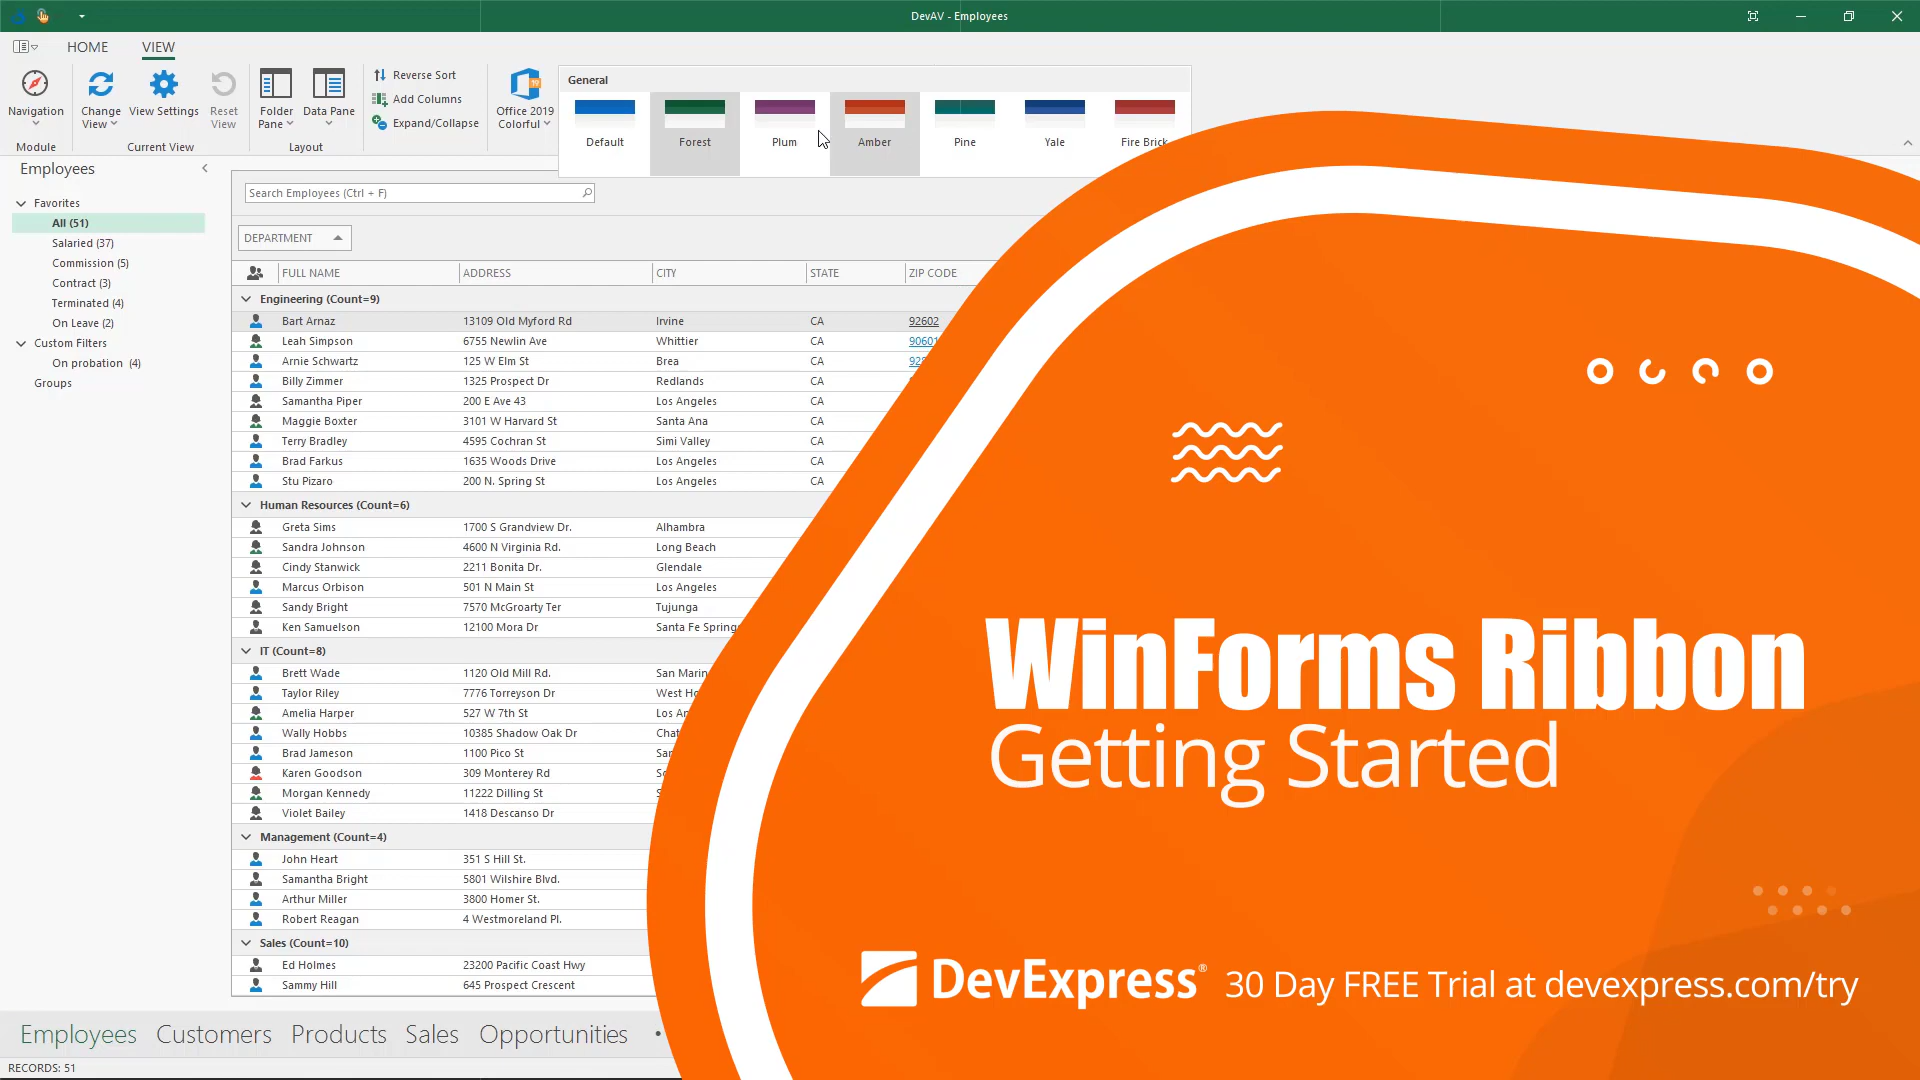 DevAV - Employees
HOME VIEW
Navigation
Change View
View Settings
Reset View
Folder Pane
Data Pane
Reverse Sort
Add Columns
Expand/Collapse
Office 2019 Colorful
Module
Current View
Layout
General
Default
Forest
Plum
Amber
Pine
Yale
Fire Brick
Employees
Favorites
All (51)
Salaried (37)
Commission (5)
Contract (3)
Terminated (4)
On Leave (2)
Custom Filters
On probation (4)
Groups
Search Employees (Ctrl + F)
DEPARTMENT
FULL NAME ADDRESS CITY STATE ZIP CODE
Engineering (Count=9)
Bart Arnaz 13109 Old Myford Rd Irvine CA 92602
Leah Simpson 6755 Newlin Ave Whittier CA 90601
Arnie Schwartz 125 W Elm St Brea CA
Billy Zimmer 1325 Prospect Dr Redlands CA
Samantha Piper 200 E Ave 43 Los Angeles CA
Maggie Boxter 3101 W Harvard St Santa Ana CA
Terry Bradley 4595 Cochran St Simi Valley CA
Brad Farkus 1635 Woods Drive Los Angeles CA
Stu Pizaro 200 N. Spring St Los Angeles CA
Human Resources (Count=6)
Greta Sims 1700 S Grandview Dr. Alhambra
Sandra Johnson 4600 N Virginia Rd. Long Beach
Cindy Stanwick 2211 Bonita Dr. Glendale
Marcus Orbison 501 N Main St Los Angeles
Sandy Bright 7570 McGroarty Ter Tujunga
Ken Samuelson 12100 Mora Dr Santa Fe Springs
IT (Count=8)
Brett Wade 1120 Old Mill Rd. San Marin
Taylor Riley 7776 Torreyson Dr West Ho
Amelia Harper 527 W 7th St Los An
Wally Hobbs 10385 Shadow Oak Dr Chat
Brad Jameson 1100 Pico St San
Karen Goodson 309 Monterey Rd
Morgan Kennedy 11222 Dilling St
Violet Bailey 1418 Descanso Dr
Management (Count=4)
John Heart 351 S Hill St.
Samantha Bright 5801 Wilshire Blvd.
Arthur Miller 3800 Homer St.
Robert Reagan 4 Westmoreland Pl.
Sales (Count=10)
Ed Holmes 23200 Pacific Coast Hwy
Sammy Hill 645 Prospect Crescent
Employees Customers Products Sales Opportunities
RECORDS: 51
WinForms Ribbon
Getting Started
DevExpress® 30 Day FREE Trial at devexpress.com/try